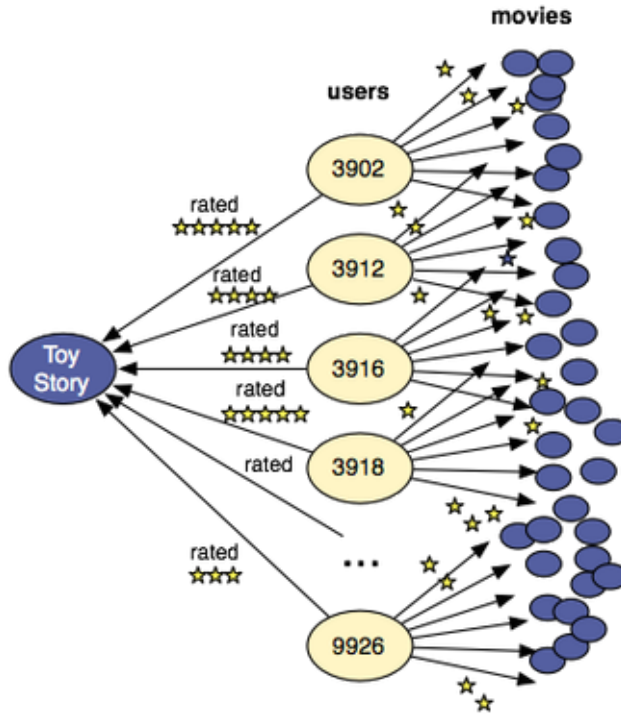 movies
users
3902
rated
3912
rated
rated
Toy
Story
3916
rated
3918
rated
...
rated
9926